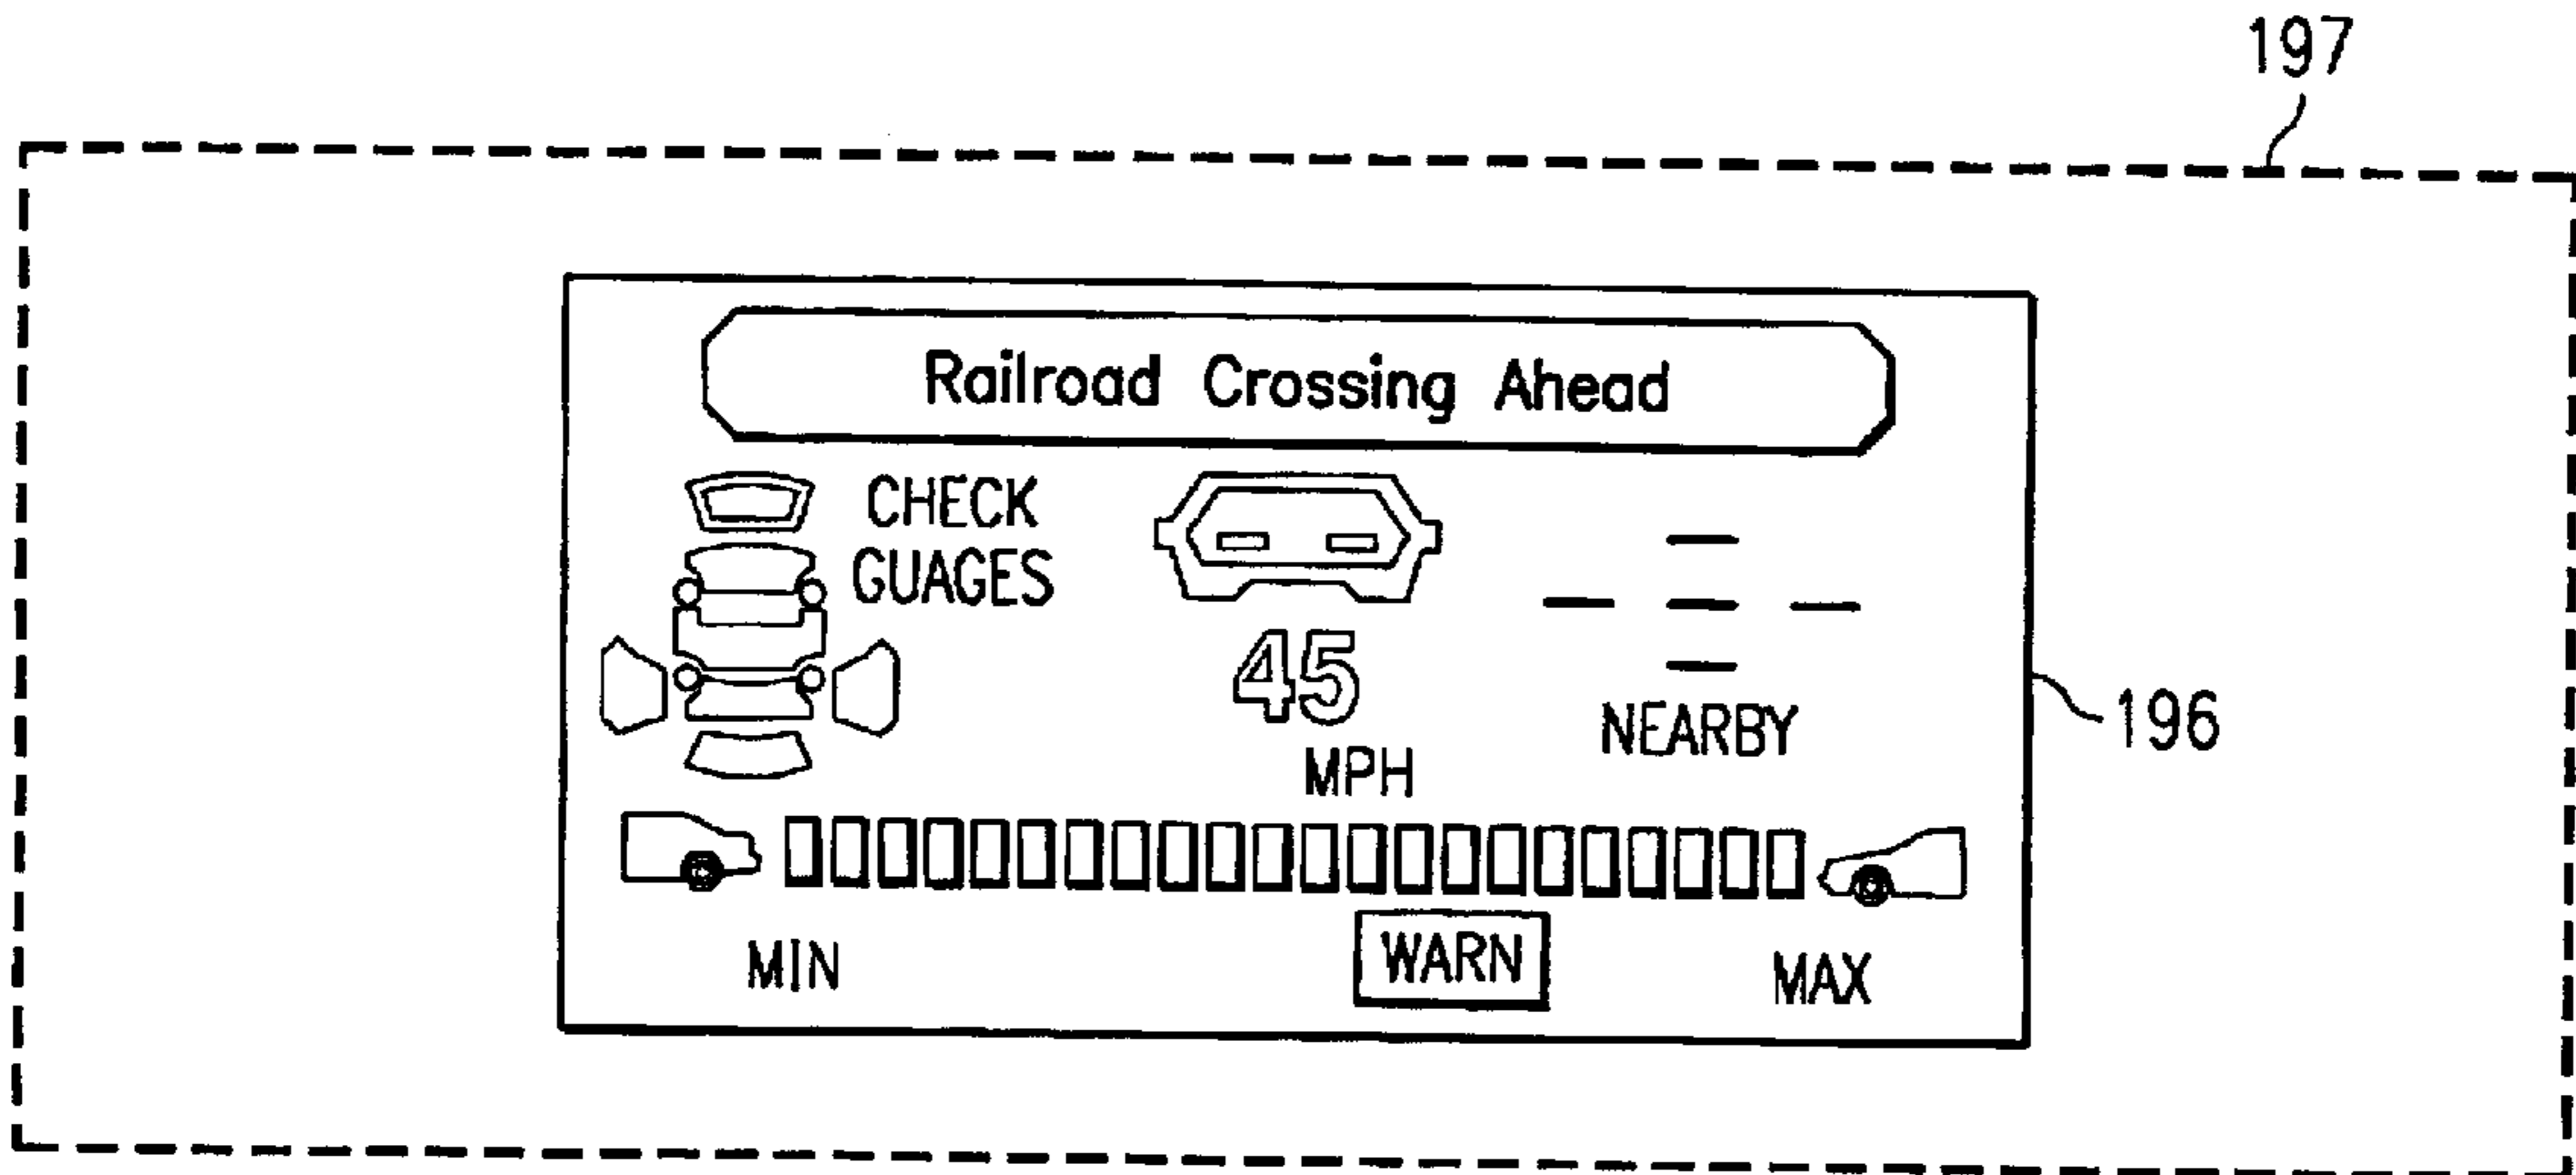 197
Railroad Crossing Ahead
CHECK
GUAGES
45
MPH
NEARBY
196
MIN
WARN
MAX